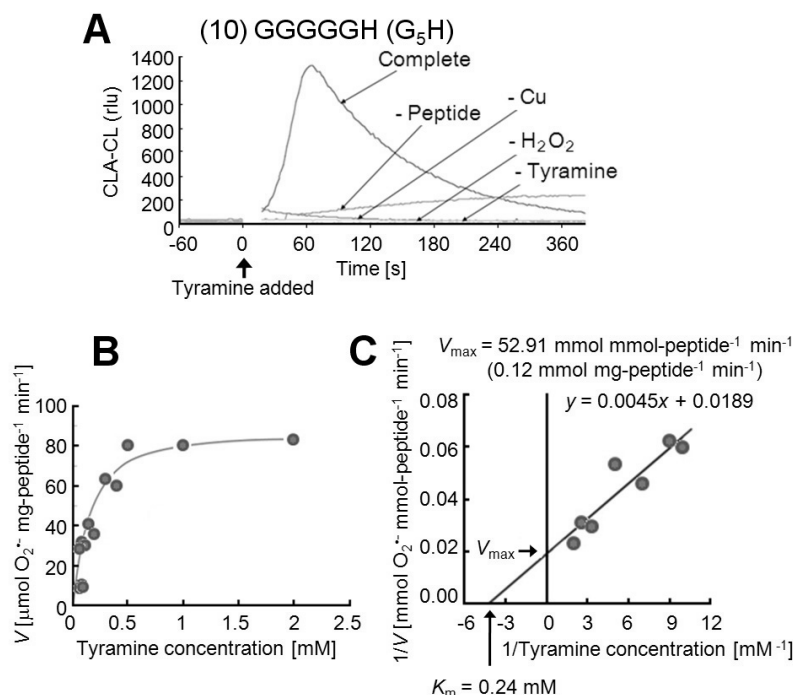 A
(10) GGGGGH (G₅H)
CLA-CL (rlu)
1400
1200
1000
800
600
400
200
0
Complete
- Peptide
- Cu
- H₂O₂
- Tyramine
-60 0 60 120 180 240 300 360
Time [s]
Tyramine added
B
V [μmol O₂•- mg-peptide⁻¹ min⁻¹]
100
80
60
40
20
0
0 0.5 1.0 1.5 2.0 2.5
Tyramine concentration [mM]
C
Vmax = 52.91 mmol mmol-peptide⁻¹ min⁻¹
(0.12 mmol mg-peptide⁻¹ min⁻¹)
1/V [mmol O₂•- mmol-peptide⁻¹ min⁻¹]
0.08
0.06
0.04
0.02
0.00
y = 0.0045x + 0.0189
Vmax
-6 -3 0 3 6 9 12
1/Tyramine concentration [mM⁻¹]
Km = 0.24 mM